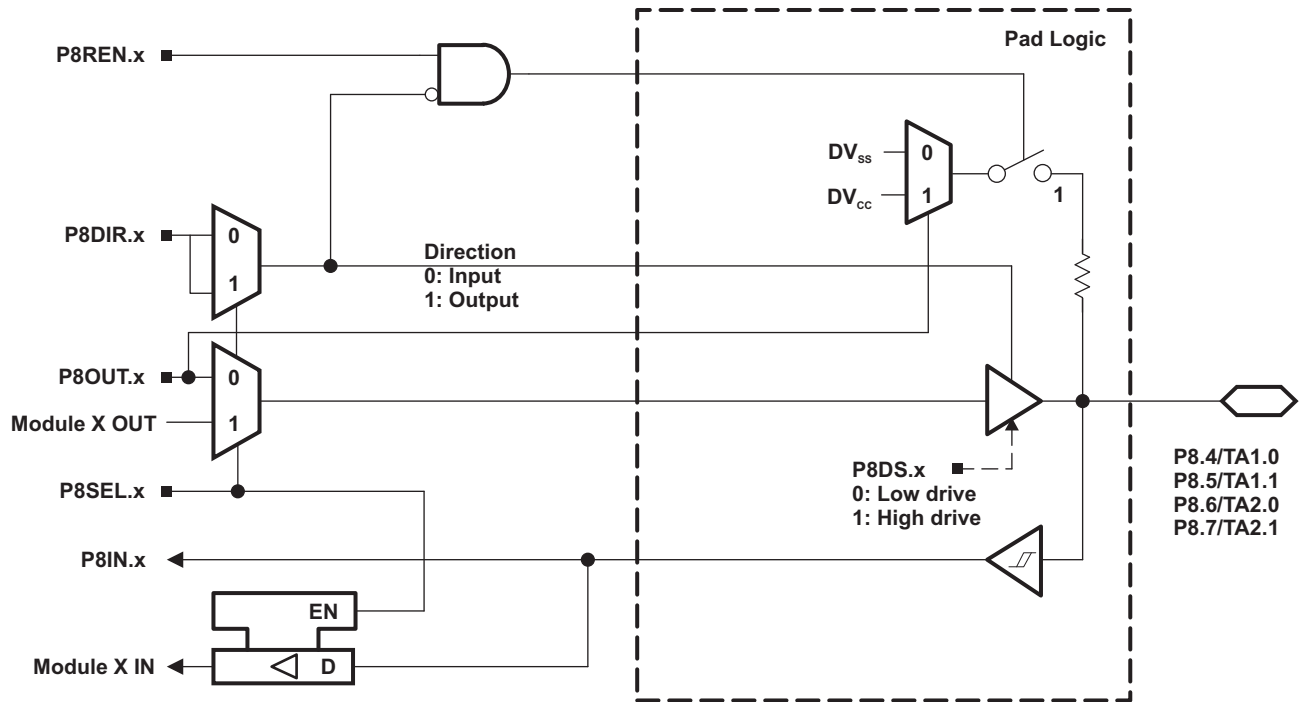 Pad Logic
P8REN.x
DVss
0
DVcc
1
1
P8DIR.x
0
1
Direction
0: Input
1: Output
P8OUT.x
0
Module X OUT
1
P8DS.x
0: Low drive
1: High drive
P8.4/TA1.0
P8.5/TA1.1
P8.6/TA2.0
P8.7/TA2.1
P8SEL.x
P8IN.x
EN
Module X IN
D